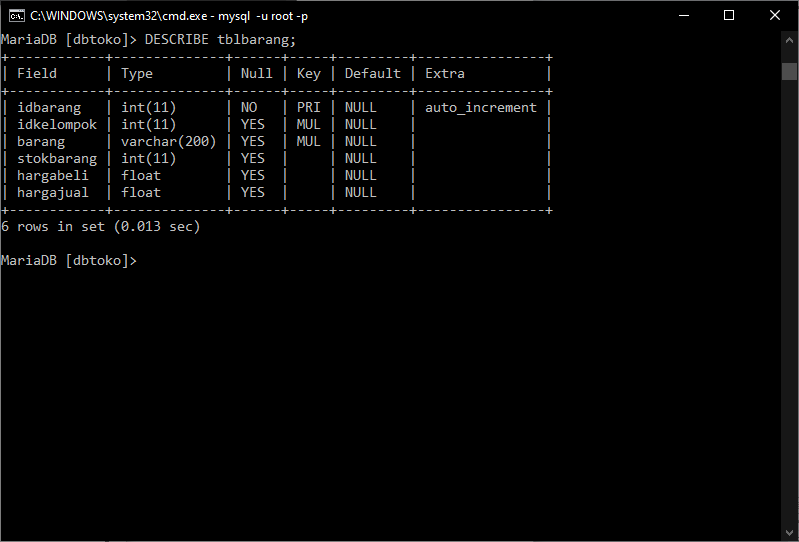 C:\WINDOWS\system32\cmd.exe - mysql  -u root -p
MariaDB [dbtoko]> DESCRIBE tblbarang;
+------------+--------------+------+-----+---------+----------------+
| Field      | Type         | Null | Key | Default | Extra          |
+------------+--------------+------+-----+---------+----------------+
| idbarang   | int(11)      | NO   | PRI | NULL    | auto_increment |
| idkelompok | int(11)      | YES  | MUL | NULL    |                |
| barang     | varchar(200) | YES  | MUL | NULL    |                |
| stokbarang | int(11)      | YES  |     | NULL    |                |
| hargabeli  | float        | YES  |     | NULL    |                |
| hargajual  | float        | YES  |     | NULL    |                |
+------------+--------------+------+-----+---------+----------------+
6 rows in set (0.013 sec)
MariaDB [dbtoko]>